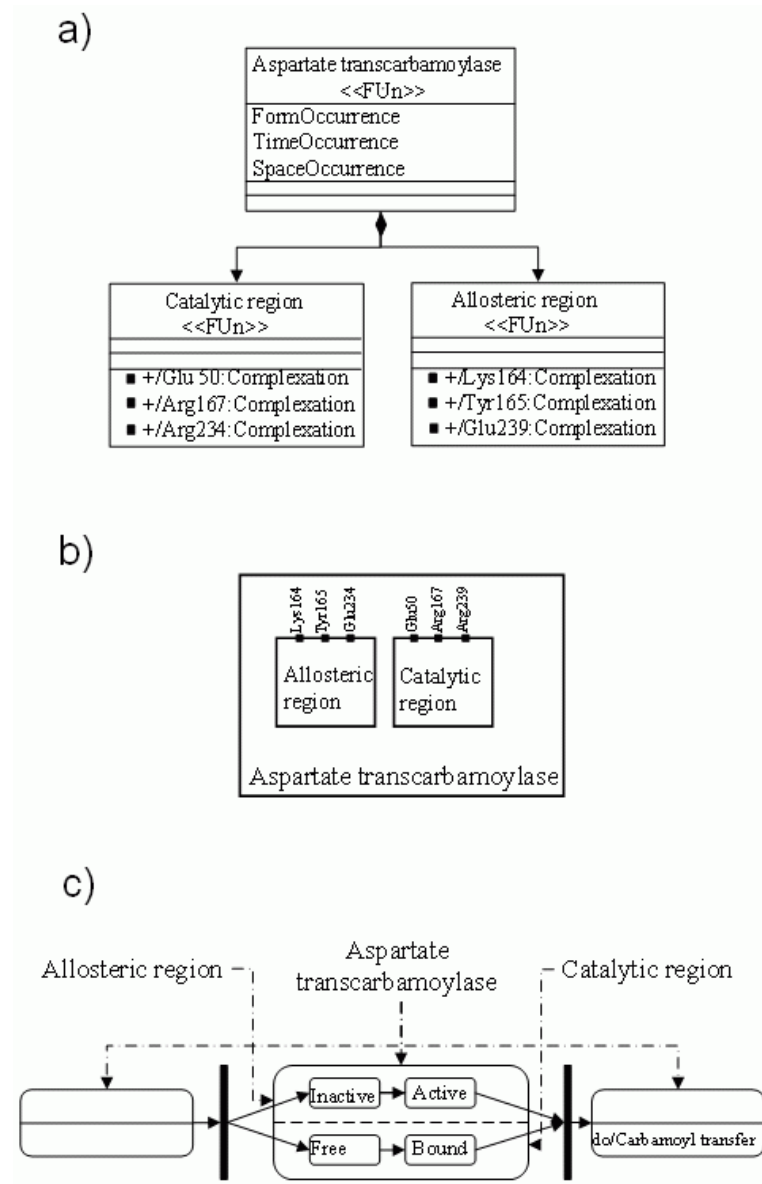 a)
Aspartate transcarbamoylase
<<FUn>>
FormOccurrence
TimeOccurrence
SpaceOccurrence
Catalytic region
<<FUn>>
+/Glu 50:Complexation
+/Arg167:Complexation
+/Arg234:Complexation
Allosteric region
<<FUn>>
+/Lys164:Complexation
+/Tyr165:Complexation
+/Glu239:Complexation
b)
Lys164
Tyr165
Glu234
Glu50
Arg167
Arg239
Allosteric
region
Catalytic
region
Aspartate transcarbamoylase
c)
Allosteric region
Aspartate
transcarbamoylase
Catalytic region
Inactive
Active
Free
Bound
do/Carbamoyl transfer